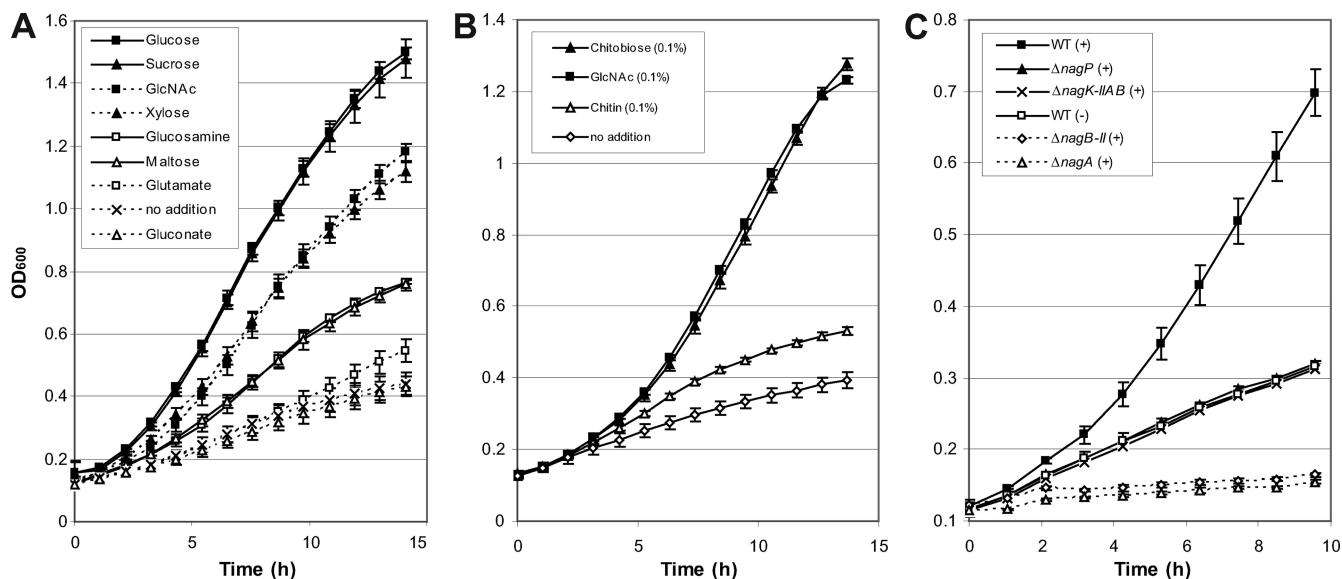 A
1.6
1.4
1.2
1.0
0.8
0.6
0.4
0.2
0
OD600
Glucose
Sucrose
GlcNAc
Xylose
Glucosamine
Maltose
Glutamate
no addition
Gluconate
0
5
10
15
Time (h)
B
1.4
1.2
1
0.8
0.6
0.4
0.2
0
Chitobiose (0.1%)
GlcNAc (0.1%)
Chitin (0.1%)
no addition
0
5
10
15
Time (h)
C
0.8
0.7
0.6
0.5
0.4
0.3
0.2
0.1
WT (+)
ΔnagP (+)
ΔnagK-IIAB (+)
WT (-)
ΔnagB-II (+)
ΔnagA (+)
0
2
4
6
8
10
Time (h)